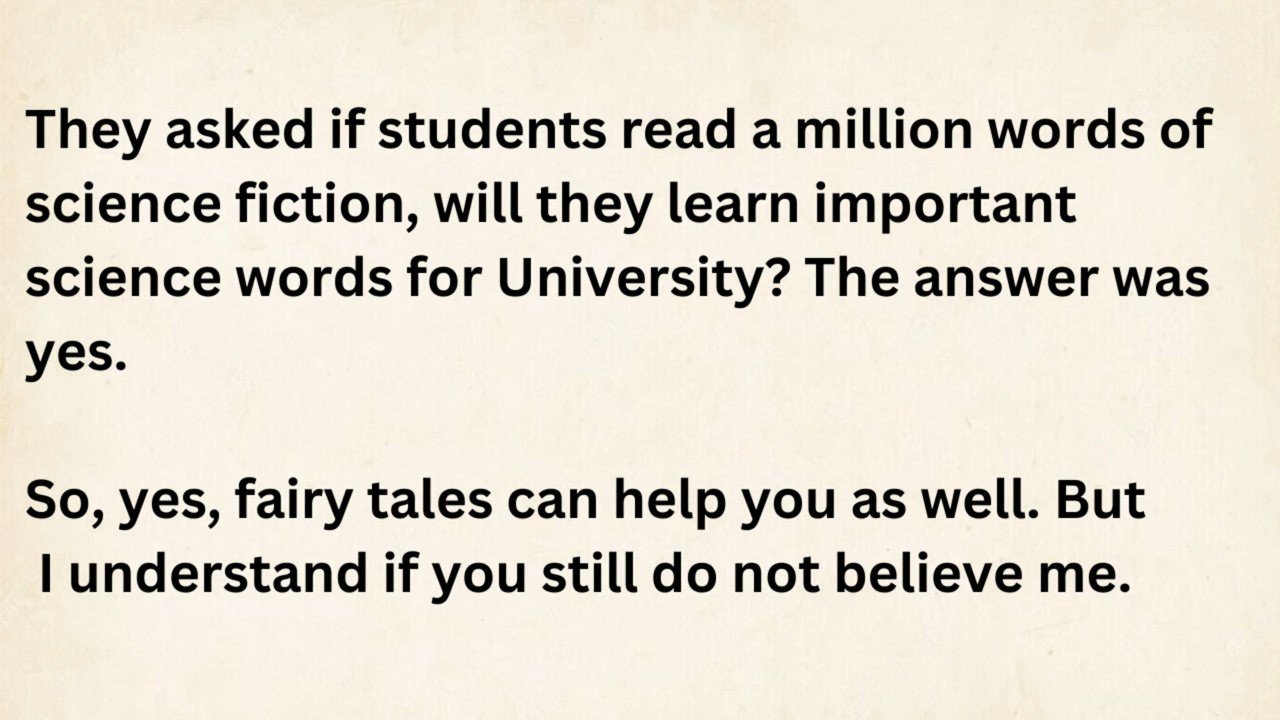 They asked if students read a million words of
science fiction, will they learn important
science words for University? The answer was
yes.
So, yes, fairy tales can help you as well. But
I understand if you still do not believe me.